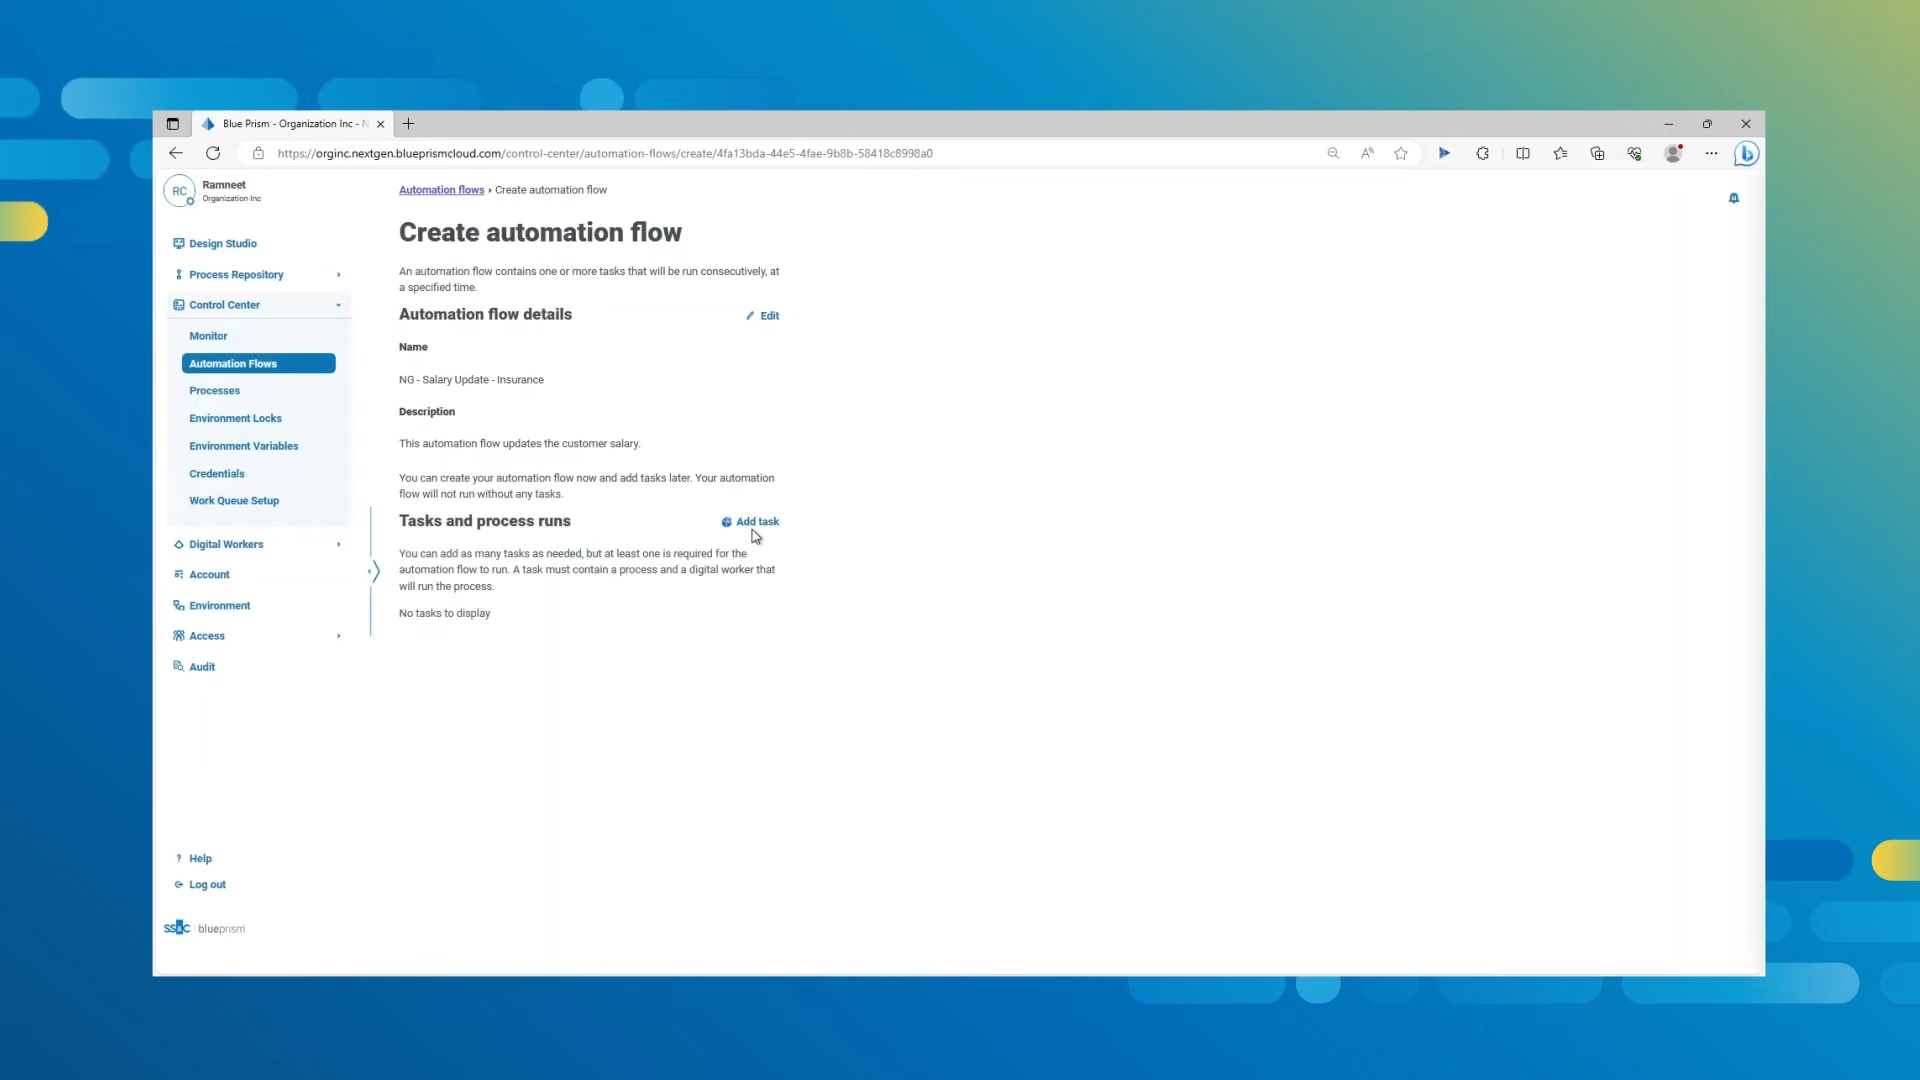 Blue Prism - Organization Inc - N
https://orginc.nextgen.blueprismcloud.com/control-center/automation-flows/create/4fa13bda-44e5-4fae-9b8b-58418c8998a0
RC
Ramneet
Organization Inc
Design Studio
Process Repository
Control Center
Monitor
Automation Flows
Processes
Environment Locks
Environment Variables
Credentials
Work Queue Setup
Digital Workers
Account
Environment
Access
Audit
? Help
Log out
SS&C | blueprism
Automation flows › Create automation flow
Create automation flow
An automation flow contains one or more tasks that will be run consecutively, at
a specified time.
Automation flow details
Edit
Name
NG - Salary Update - Insurance
Description
This automation flow updates the customer salary.
You can create your automation flow now and add tasks later. Your automation
flow will not run without any tasks.
Tasks and process runs
Add task
You can add as many tasks as needed, but at least one is required for the
automation flow to run. A task must contain a process and a digital worker that
will run the process.
No tasks to display